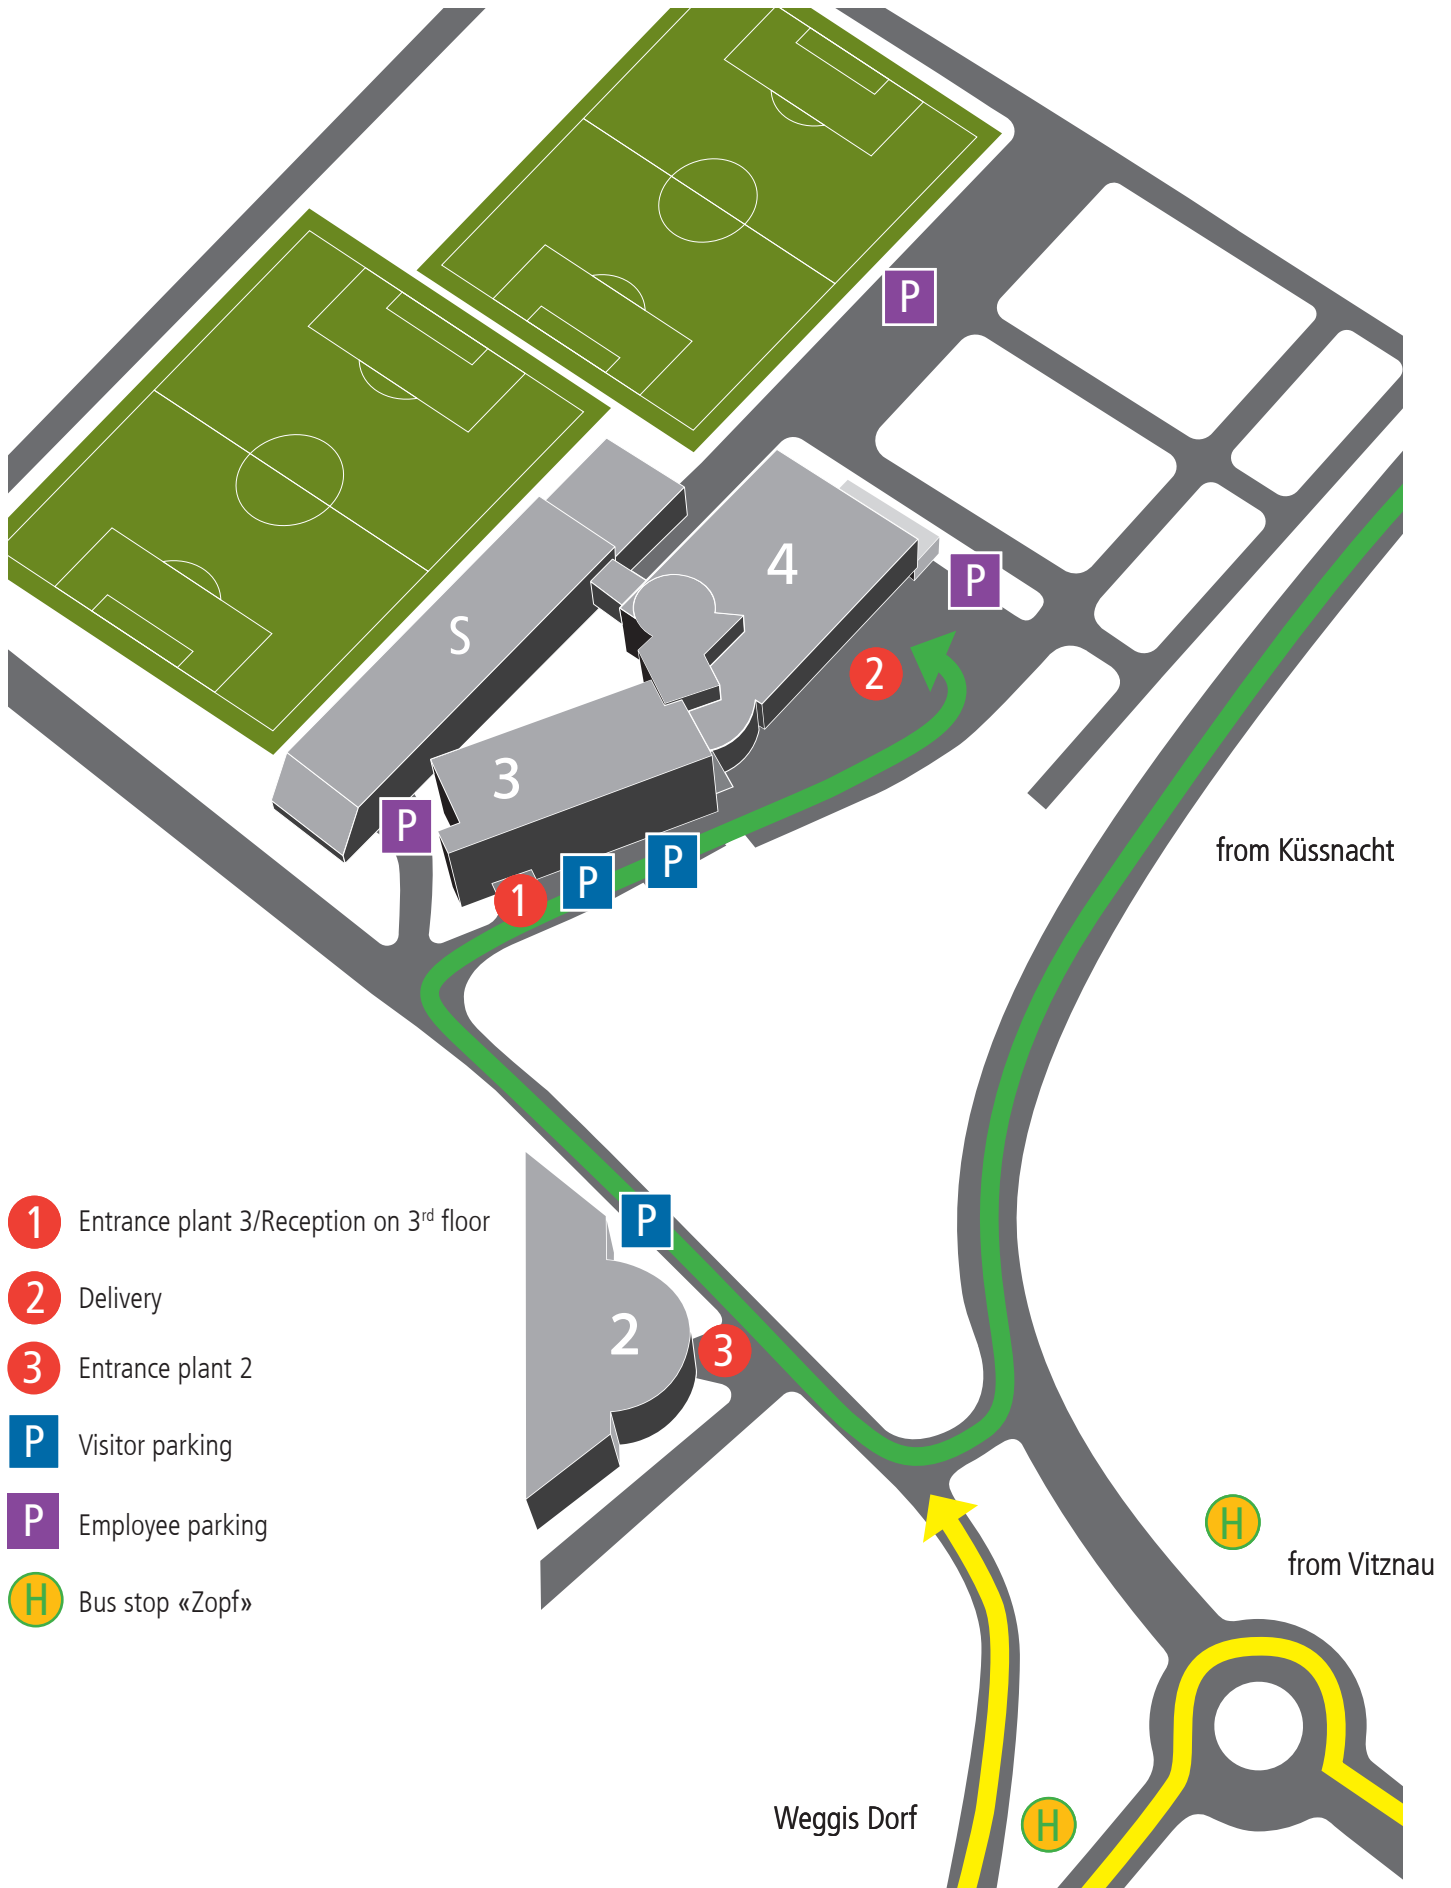 P
4
P
S
2
3
P
from Küssnacht
P
P
1
P
1 Entrance plant 3/Reception on 3rd floor
2 Delivery
2
3
3 Entrance plant 2
P Visitor parking
P Employee parking
H
from Vitznau
H Bus stop «Zopf»
Weggis Dorf
H